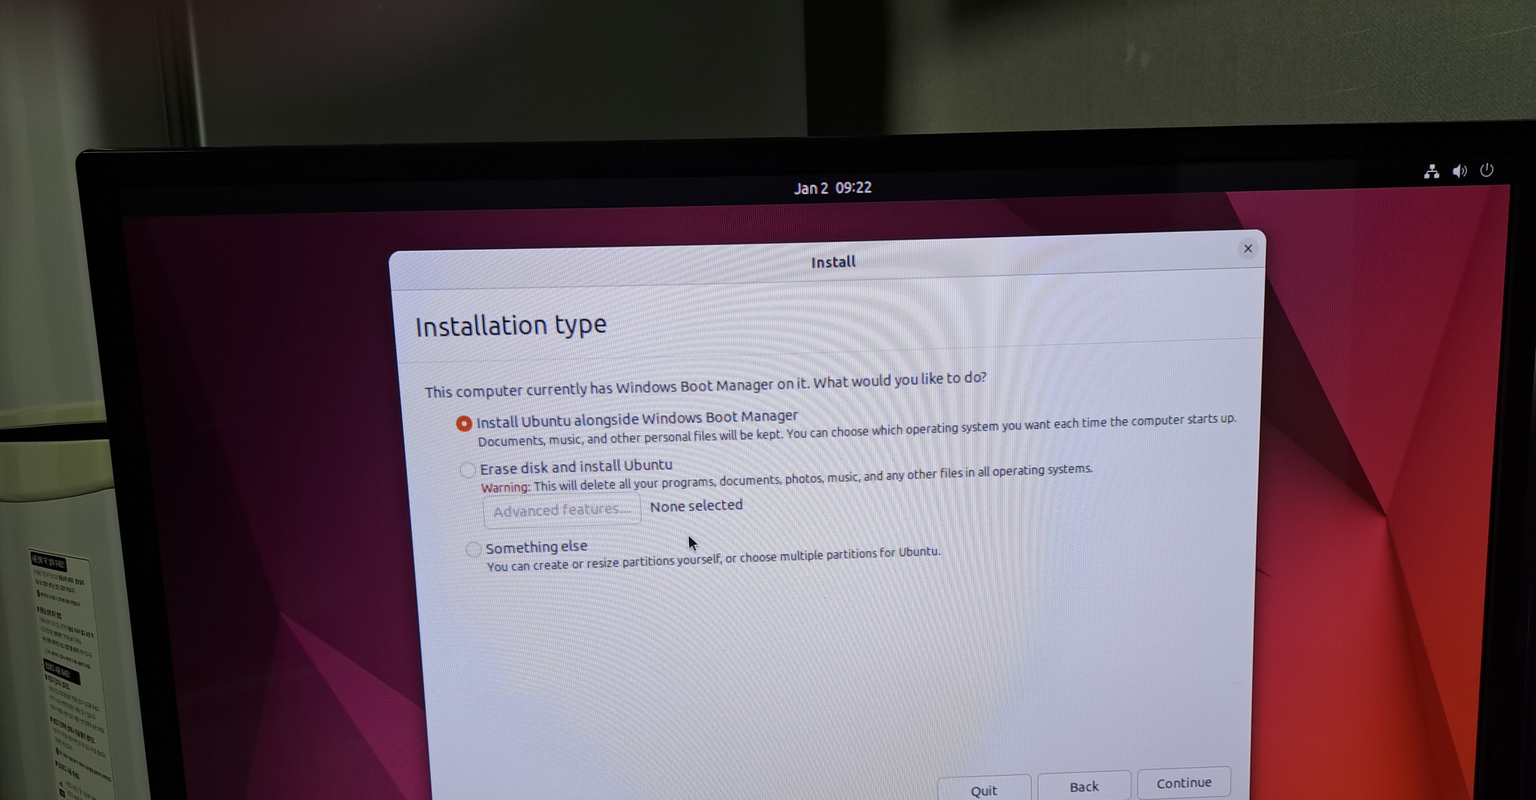 Jan 2 09:22
Install
Installation type
This computer currently has Windows Boot Manager on it. What would you like to do?
Install Ubuntu alongside Windows Boot Manager
Documents, music, and other personal files will be kept. You can choose which operating system you want each time the computer starts up.
Erase disk and install Ubuntu
Warning: This will delete all your programs, documents, photos, music, and any other files in all operating systems.
Advanced features... None selected
Something else
You can create or resize partitions yourself, or choose multiple partitions for Ubuntu.
Quit Back Continue